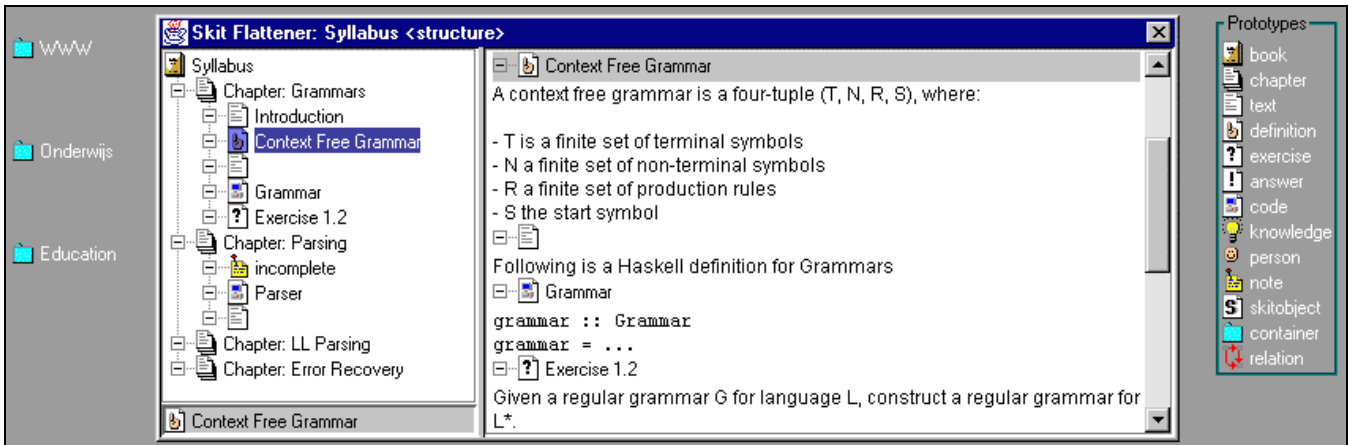 WWW
Onderwijs
Education
Skit Flattener: Syllabus <structure>
Syllabus
Chapter: Grammars
Introduction
Context Free Grammar
Grammar
Exercise 1.2
Chapter: Parsing
incomplete
Parser
Chapter: LL Parsing
Chapter: Error Recovery
Context Free Grammar
Context Free Grammar
A context free grammar is a four-tuple (T, N, R, S), where:
- T is a finite set of terminal symbols
- N a finite set of non-terminal symbols
- R a finite set of production rules
- S the start symbol
Following is a Haskell definition for Grammars
Grammar
grammar :: Grammar
grammar = ...
Exercise 1.2
Given a regular grammar G for language L, construct a regular grammar for
L*.
Prototypes
book
chapter
text
definition
exercise
answer
code
knowledge
person
note
skitobject
container
relation